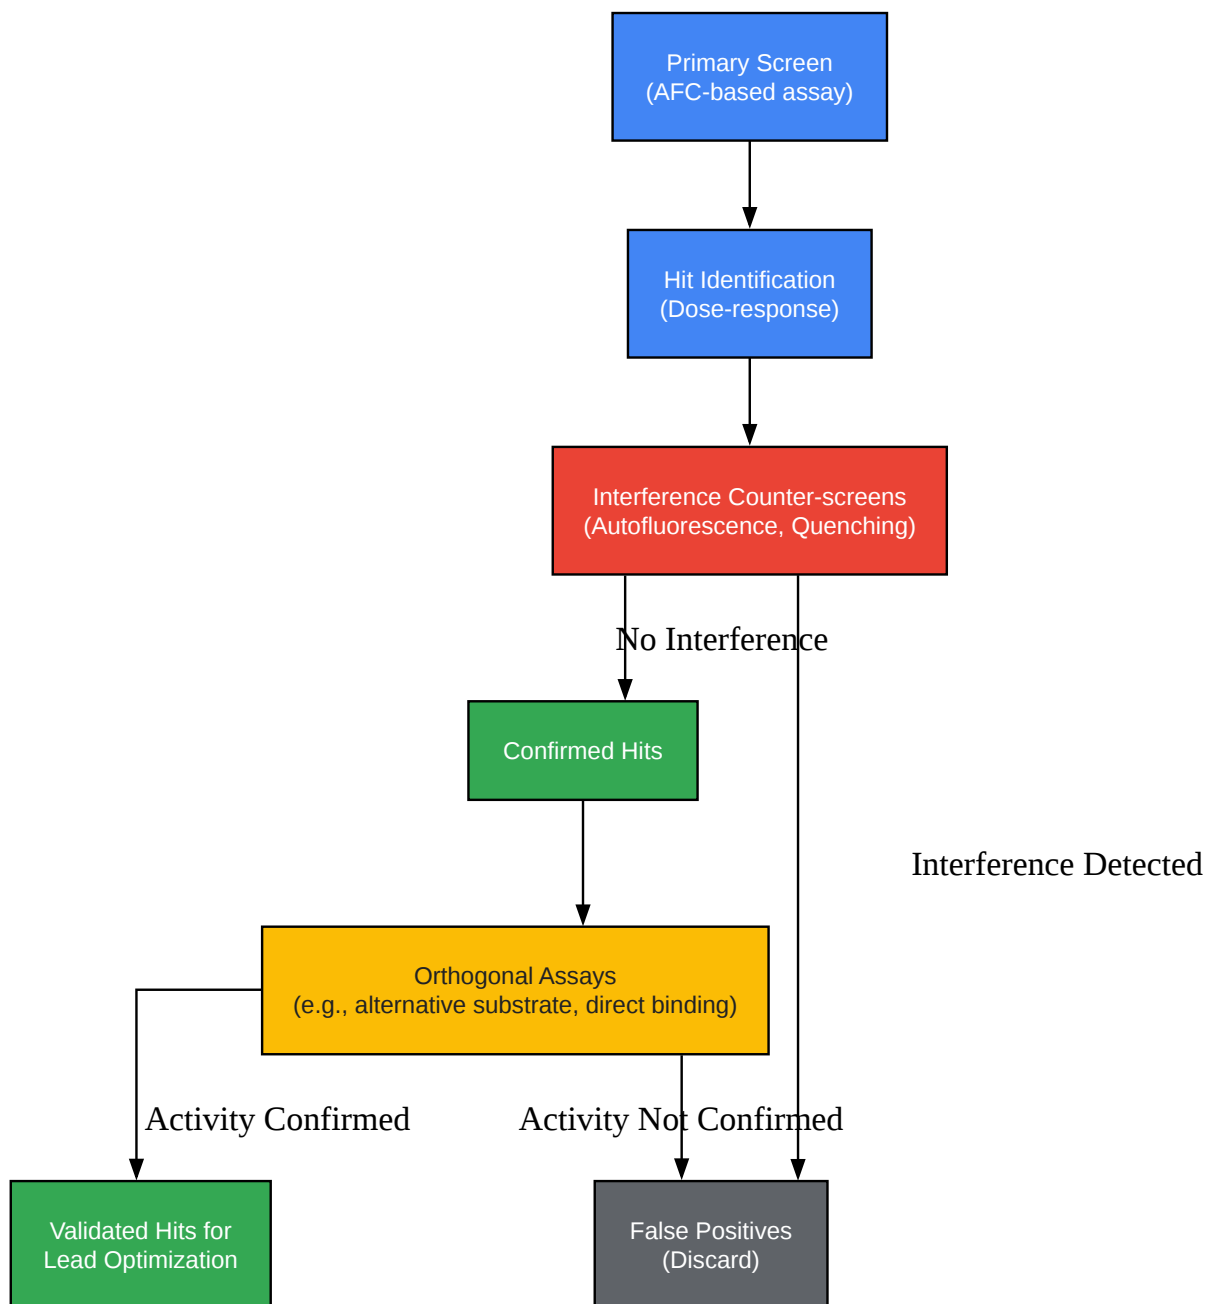 Primary Screen
(AFC-based assay)
Hit Identification
(Dose-response)
Interference Counter-screens
(Autofluorescence, Quenching)
No Interference
Confirmed Hits
Interference Detected
Orthogonal Assays
(e.g., alternative substrate, direct binding)
Activity Confirmed
Activity Not Confirmed
Validated Hits for
Lead Optimization
False Positives
(Discard)